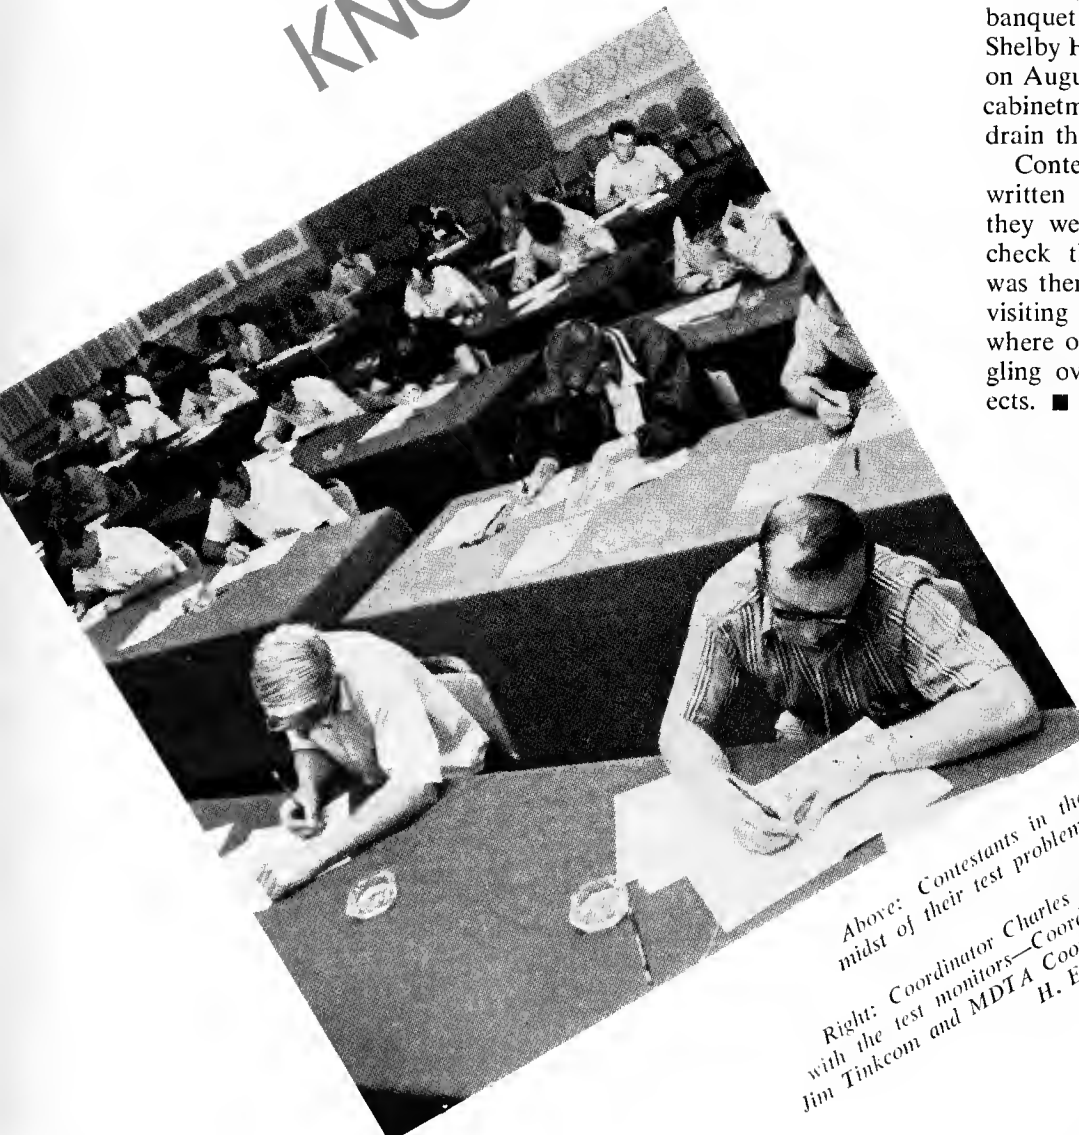 KNO
banquet
Shelby H
on Augu
cabinetm
drain th
Conte
written
they we
check t
was ther
visiting
where o
gling ov
ects. ■
Above: Contestants in the
midst of their test problem
Right: Coordinator Charles
with the test monitors—Coord
Jim Tinkcom and MDTA Coo
H. E